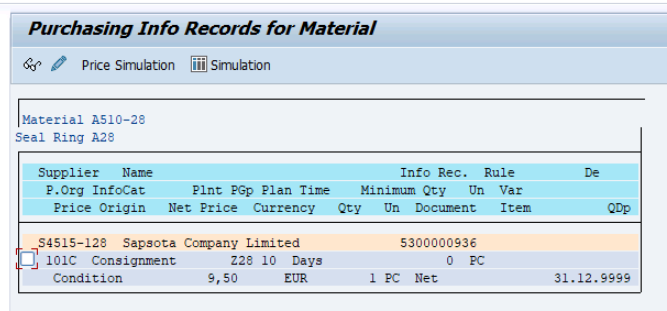 Purchasing Info Records for Material
Price Simulation Simulation
Material A510-28
Seal Ring A28
Supplier Name Info Rec. Rule De
P.Org InfoCat Plnt PGp Plan Time Minimum Qty Un Var
Price Origin Net Price Currency Qty Un Document Item QDp
S4515-128 Sapsota Company Limited 5300000936
101C Consignment Z28 10 Days 0 PC
Condition 9,50 EUR 1 PC Net 31.12.9999